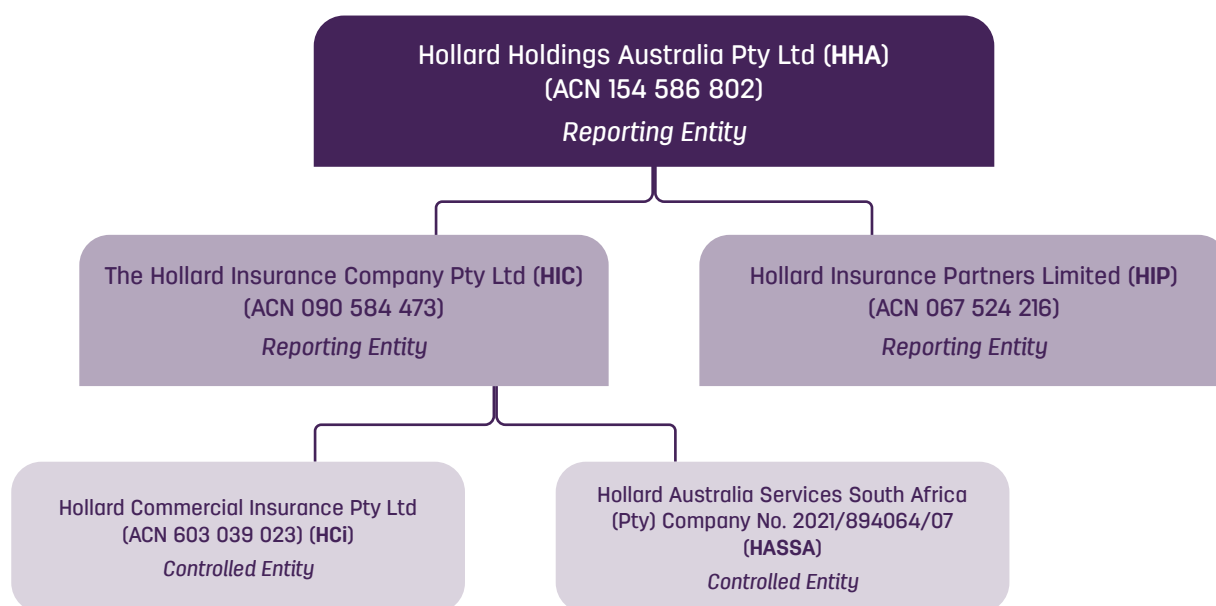 Hollard Holdings Australia Pty Ltd (HHA)
(ACN 154 586 802)
Reporting Entity
The Hollard Insurance Company Pty Ltd (HIC)
(ACN 090 584 473)
Reporting Entity
Hollard Insurance Partners Limited (HIP)
(ACN 067 524 216)
Reporting Entity
Hollard Commercial Insurance Pty Ltd
(ACN 603 039 023) (HCi)
Controlled Entity
Hollard Australia Services South Africa
(Pty) Company No. 2021/894064/07
(HASSA)
Controlled Entity